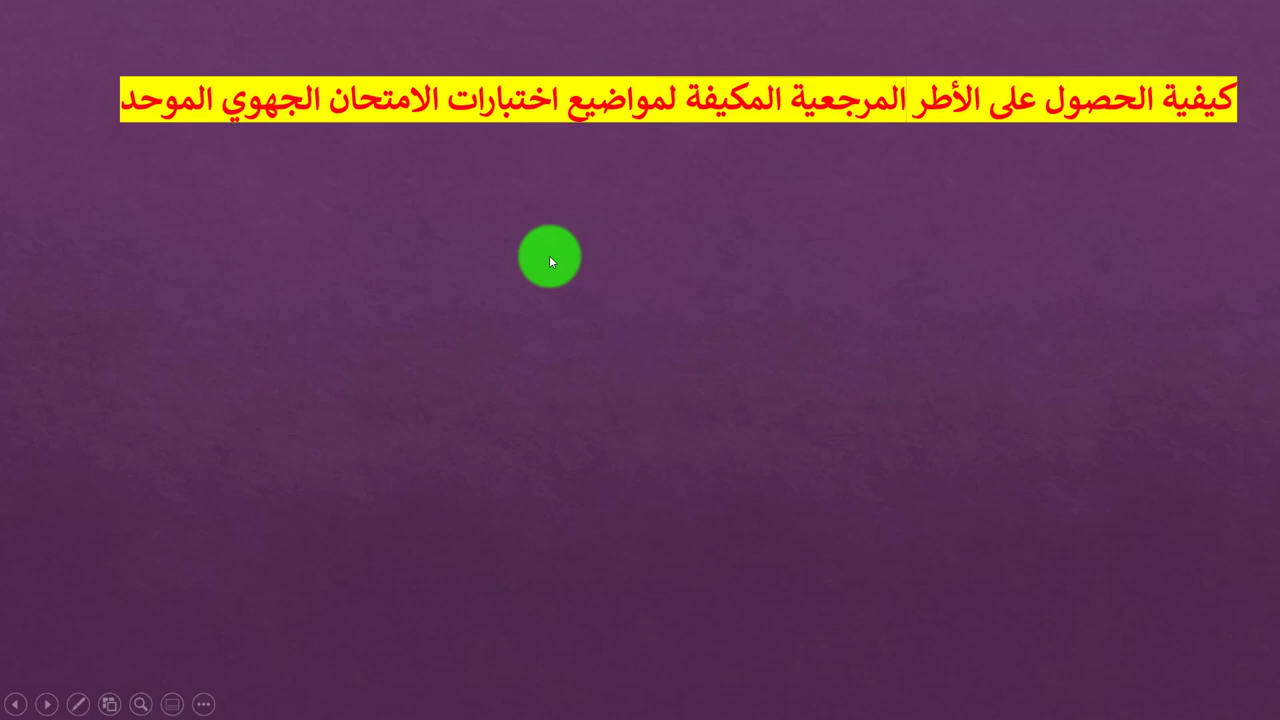 كيفية الحصول على الأطر المرجعية المكيفة لمواضيع اختبارات الامتحان الجهوي الموحد